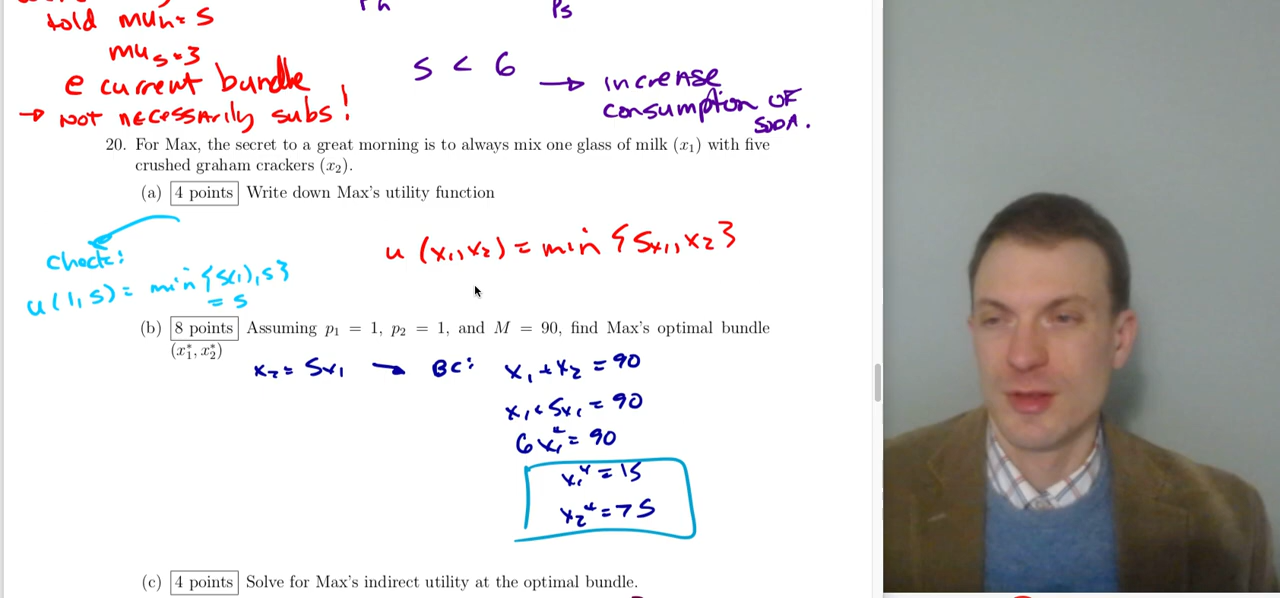 told mun = 5
mus = 3
@ current bundle
→ not necessarily subs!
Ps
5 < 6 → increase
consumption of
soda.
20. For Max, the secret to a great morning is to always mix one glass of milk (x₁) with five
crushed graham crackers (x₂).
(a) 4 points Write down Max's utility function
u (x₁, x₂) = min {5x₁, x₂}
check:
u(1, 5) = min {5(1), 5}
= 5
(b) 8 points Assuming p₁ = 1, p₂ = 1, and M = 90, find Max's optimal bundle
(x₁*, x₂*)
x₂ = 5x₁ → BC: x₁ + x₂ = 90
x₁ + 5x₁ = 90
6x₁* = 90
x₁* = 15
x₂* = 75
(c) 4 points Solve for Max's indirect utility at the optimal bundle.